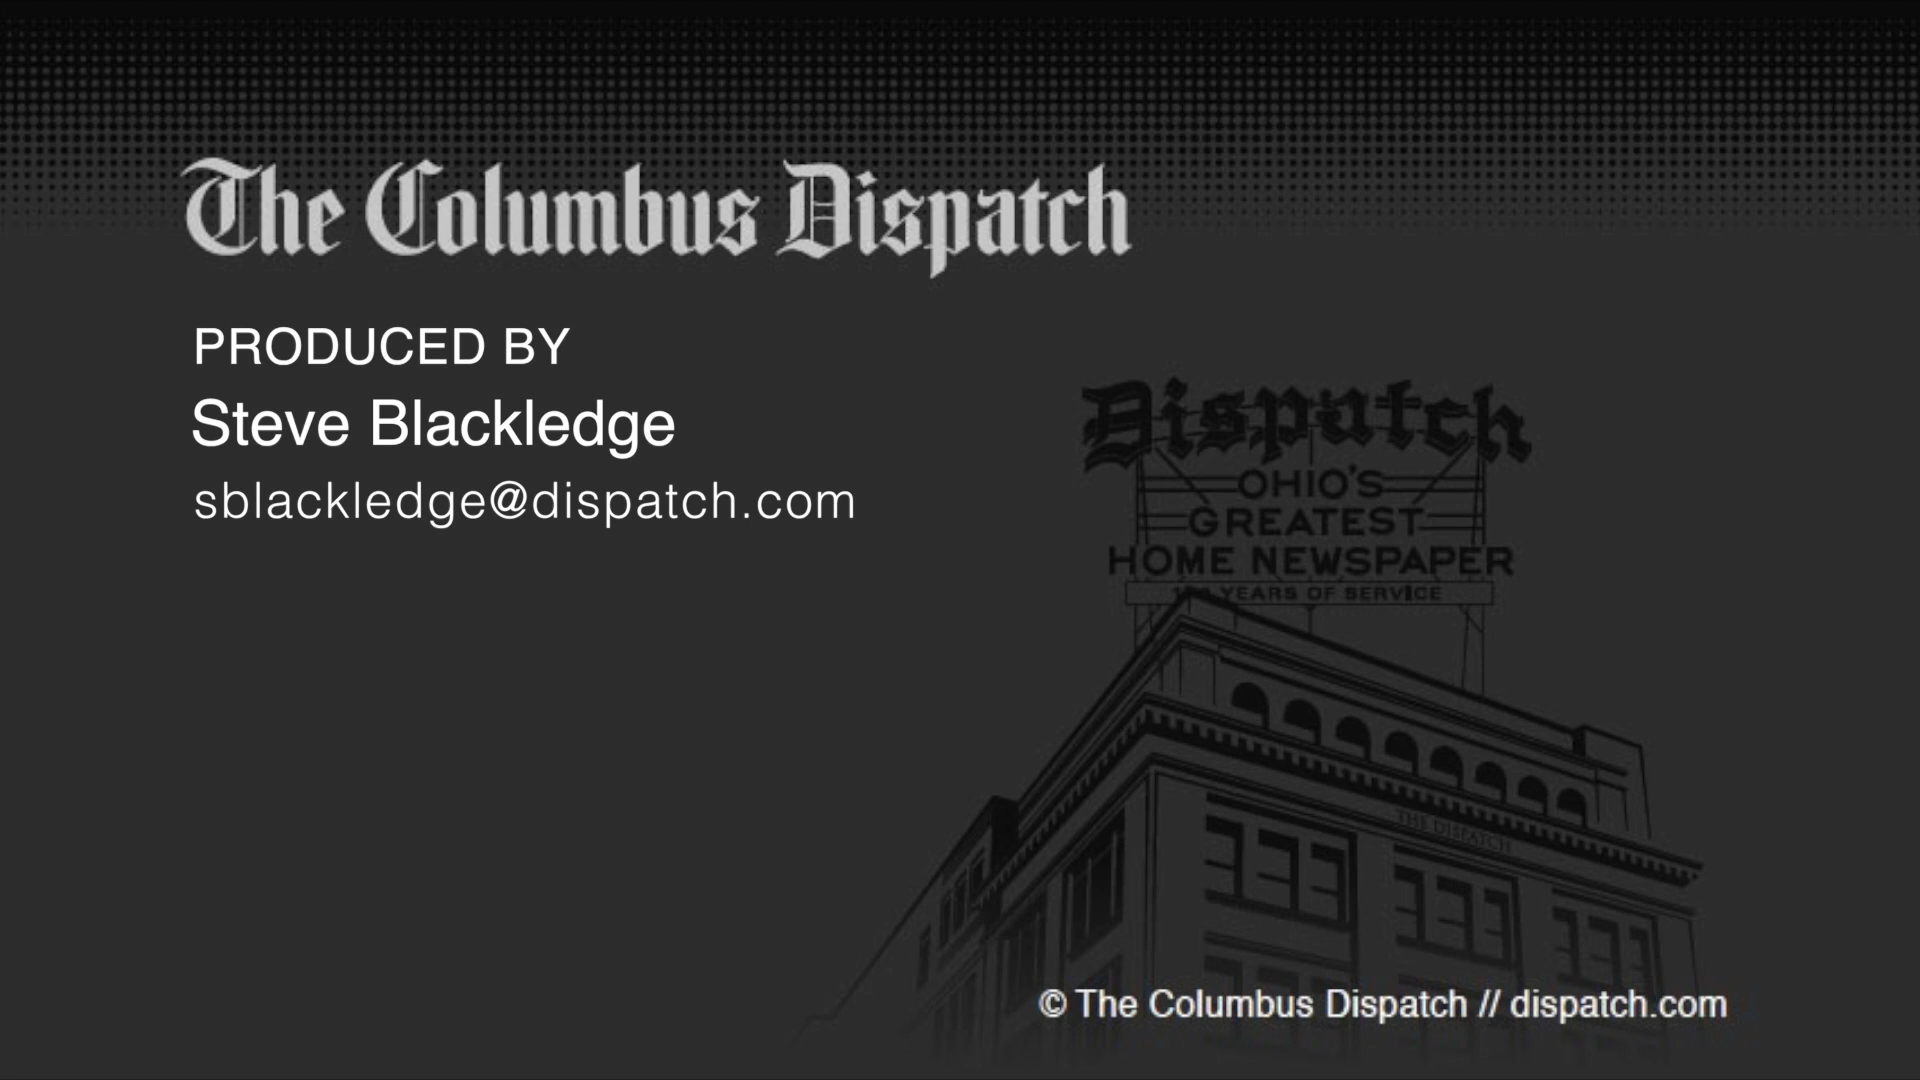 The Columbus Dispatch
PRODUCED BY
Steve Blackledge
sblackledge@dispatch.com
Dispatch
OHIO'S
GREATEST
HOME NEWSPAPER
YEARS OF SERVICE
THE DISPATCH
© The Columbus Dispatch // dispatch.com